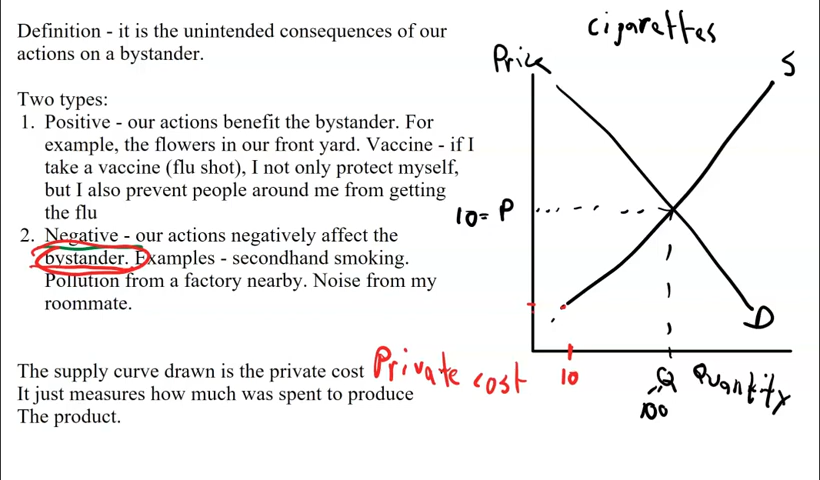 Definition - it is the unintended consequences of our
actions on a bystander.
Two types:
1. Positive - our actions benefit the bystander. For
example, the flowers in our front yard. Vaccine - if I
take a vaccine (flu shot), I not only protect myself,
but I also prevent people around me from getting
the flu
2. Negative - our actions negatively affect the
bystander. Examples - secondhand smoking.
Pollution from a factory nearby. Noise from my
roommate.
The supply curve drawn is the private cost
It just measures how much was spent to produce
The product.
Private cost
cigarettes
Price
S
10 = P
D
10
Q
100
Quantity